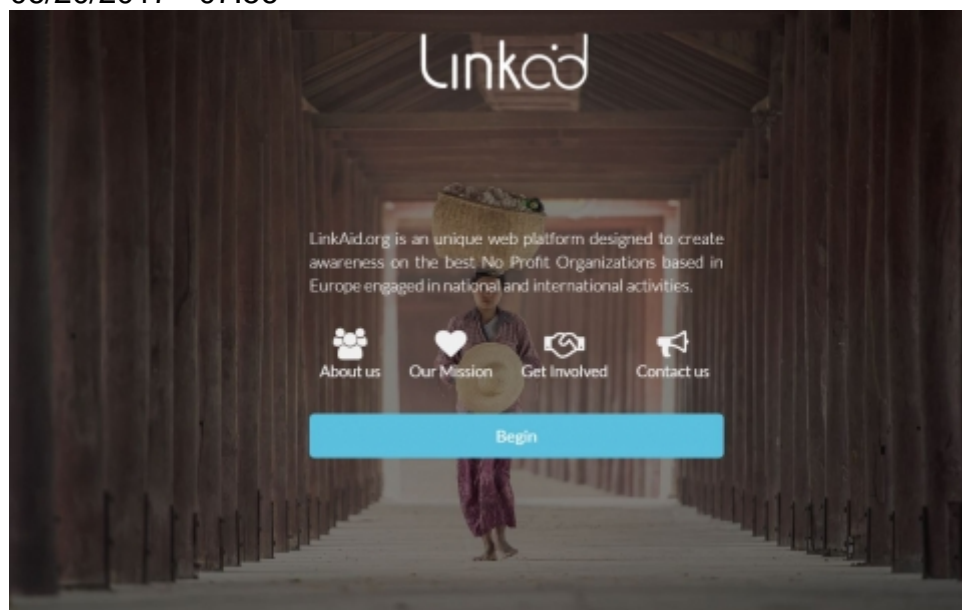 Linkaid
LinkAid.org is an unique web platform designed to create
awareness on the best No Profit Organizations based in
Europe engaged in national and international activities.
About us Our Mission Get Involved Contact us
Begin